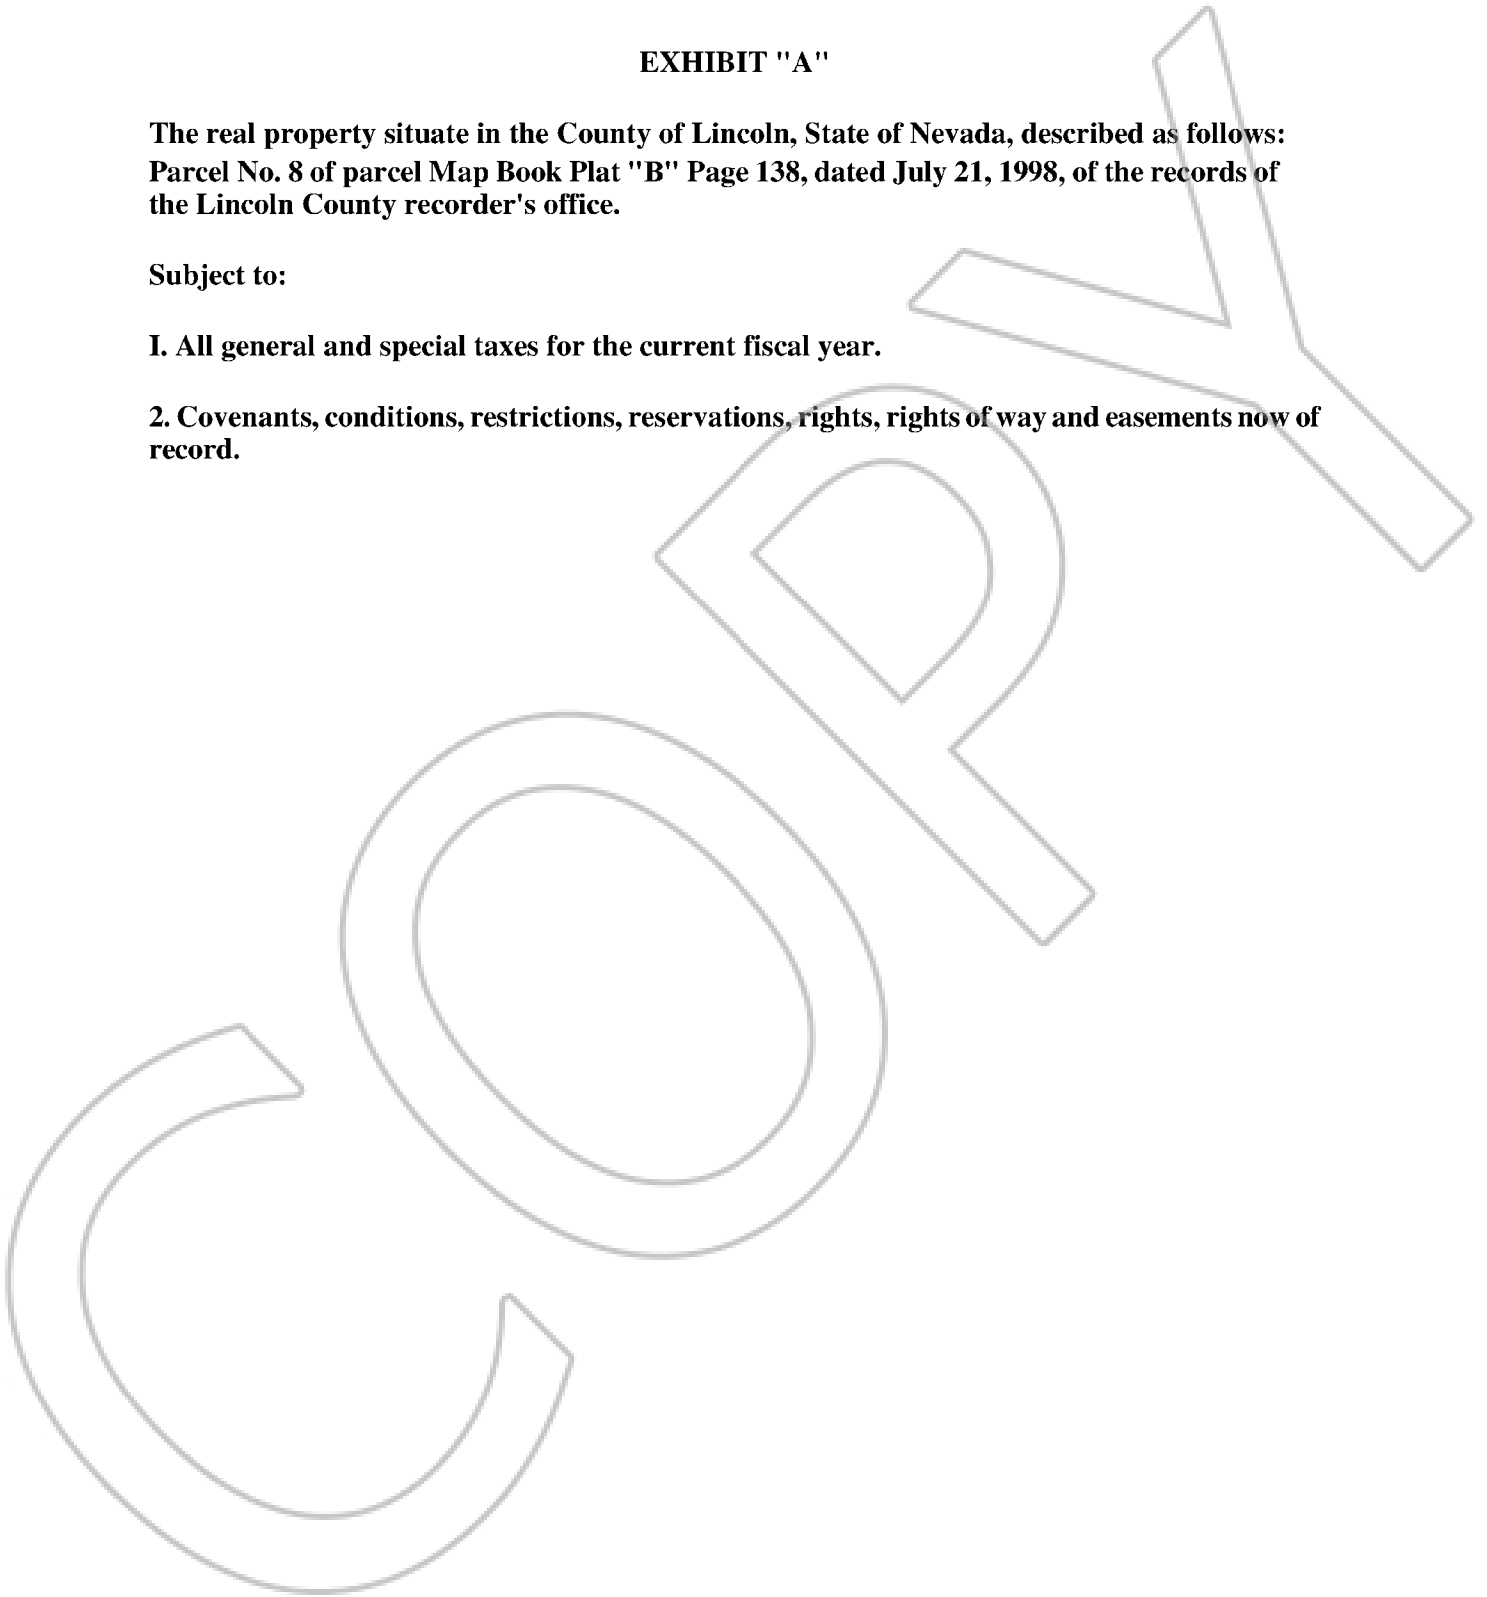 EXHIBIT "A"
The real property situate in the County of Lincoln, State of Nevada, described as follows:
Parcel No. 8 of parcel Map Book Plat "B" Page 138, dated July 21, 1998, of the records of
the Lincoln County recorder's office.
Subject to:
I. All general and special taxes for the current fiscal year.
2. Covenants, conditions, restrictions, reservations, rights, rights of way and easements now of
record.
COPY